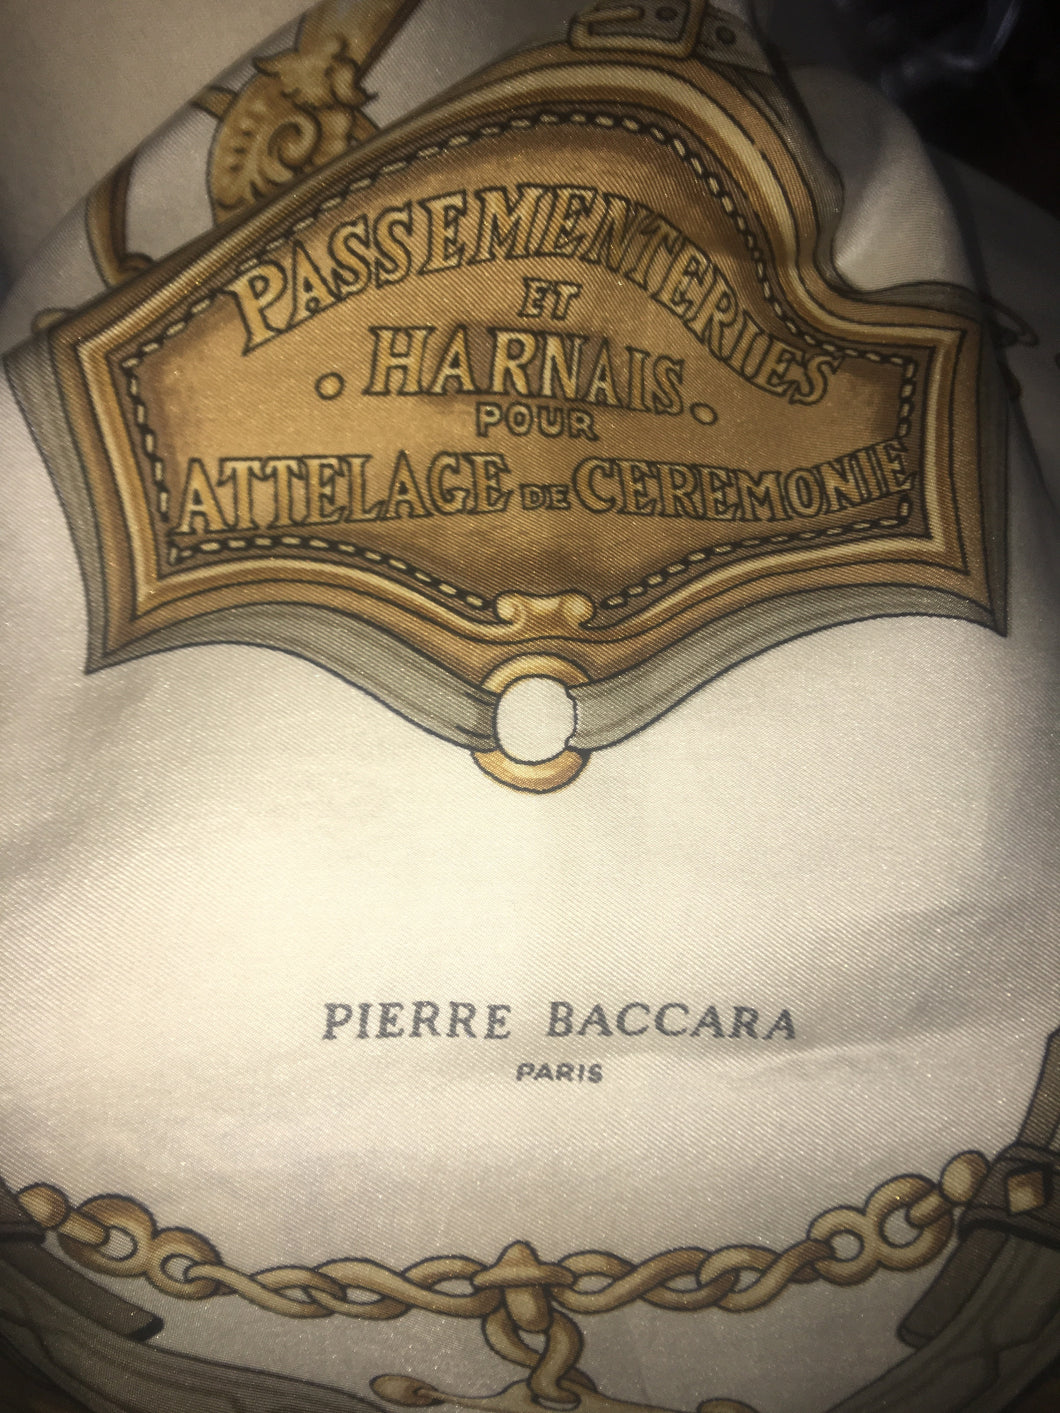 PASSEMENTERIES
ET
• HARNAIS •
POUR
ATTELAGE DE CEREMONIE
PIERRE BACCARA
PARIS